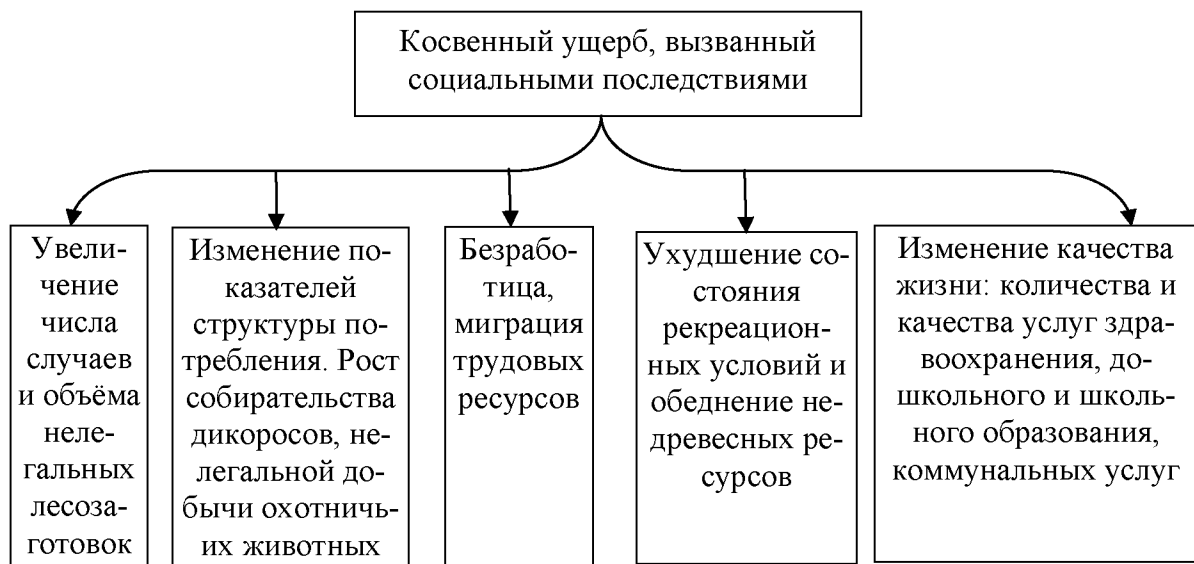 Косвенный ущерб, вызванный
социальными последствиями
Увели-
чение
числа
случаев
и объёма
неле-
гальных
лесоза-
готовок
Изменение по-
казателей
структуры по-
требления. Рост
собирательства
дикоросов, не-
легальной до-
бычи охотничь-
их животных
Безрабо-
тица,
миграция
трудовых
ресурсов
Ухудшение со-
стояния
рекреацион-
ных условий и
обеднение не-
древесных ре-
сурсов
Изменение качества
жизни: количества и
качества услуг здра-
воохранения, до-
школьного и школь-
ного образования,
коммунальных услуг